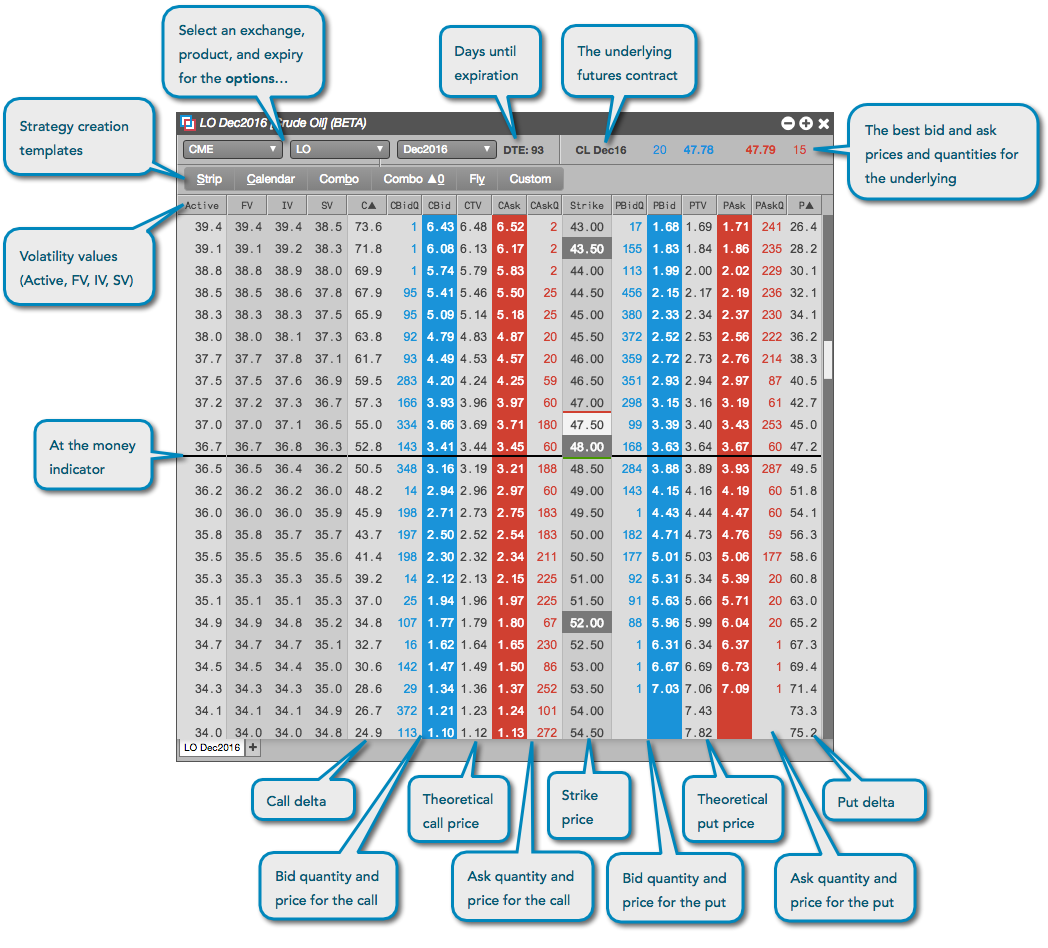 Select an exchange,
product, and expiry
for the options...
Days until
expiration
The underlying
futures contract
Strategy creation
templates
The best bid and ask
prices and quantities for
the underlying
LO Dec2016 [Crude Oil] (BETA)
CME LO Dec2016 DTE: 93 CL Dec16 20 47.78 47.79 15
Strip Calendar Combo Combo ▲0 Fly Custom
Active FV IV SV C▲ CBidQ CBid CTV CAsk CAskQ Strike PBidQ PBid PTV PAsk PAskQ P▲
39.4 39.4 39.4 38.5 73.6 1 6.43 6.48 6.52 2 43.00 17 1.68 1.69 1.71 241 26.4
39.1 39.1 39.2 38.3 71.8 1 6.08 6.13 6.17 2 43.50 155 1.83 1.84 1.86 235 28.2
38.8 38.8 38.9 38.0 69.9 1 5.74 5.79 5.83 2 44.00 113 1.99 2.00 2.02 229 30.1
38.5 38.5 38.6 37.8 67.9 95 5.41 5.46 5.50 25 44.50 456 2.15 2.17 2.19 236 32.1
38.3 38.3 38.3 37.5 65.9 95 5.09 5.14 5.18 25 45.00 380 2.33 2.34 2.37 230 34.1
38.0 38.0 38.1 37.3 63.8 92 4.79 4.83 4.87 20 45.50 372 2.52 2.53 2.56 222 36.2
37.7 37.7 37.8 37.1 61.7 93 4.49 4.53 4.57 20 46.00 359 2.72 2.73 2.76 214 38.3
37.5 37.5 37.6 36.9 59.5 283 4.20 4.24 4.25 59 46.50 351 2.93 2.94 2.97 87 40.5
37.2 37.2 37.3 36.7 57.3 166 3.93 3.96 3.97 60 47.00 298 3.15 3.16 3.19 61 42.7
37.0 37.0 37.1 36.5 55.0 334 3.66 3.69 3.71 180 47.50 99 3.39 3.40 3.43 253 45.0
36.7 36.7 36.8 36.3 52.8 143 3.41 3.44 3.45 60 48.00 168 3.63 3.64 3.67 60 47.2
36.5 36.5 36.4 36.2 50.5 348 3.16 3.19 3.21 188 48.50 284 3.88 3.89 3.93 287 49.5
36.2 36.2 36.2 36.0 48.2 14 2.94 2.96 2.97 60 49.00 143 4.15 4.16 4.19 60 51.8
36.0 36.0 36.0 35.9 45.9 198 2.71 2.73 2.75 183 49.50 1 4.43 4.44 4.47 60 54.1
35.8 35.8 35.7 35.7 43.7 197 2.50 2.52 2.54 183 50.00 182 4.71 4.73 4.76 59 56.3
35.5 35.5 35.5 35.6 41.4 198 2.30 2.32 2.34 211 50.50 177 5.01 5.03 5.06 177 58.6
35.3 35.3 35.3 35.5 39.2 14 2.12 2.13 2.15 225 51.00 92 5.31 5.34 5.39 20 60.8
35.1 35.1 35.1 35.3 37.0 25 1.94 1.96 1.97 225 51.50 91 5.63 5.66 5.71 20 63.0
34.9 34.9 34.8 35.2 34.8 107 1.77 1.79 1.80 67 52.00 88 5.96 5.99 6.04 20 65.2
34.7 34.7 34.7 35.1 32.7 16 1.62 1.64 1.65 230 52.50 1 6.31 6.34 6.37 1 67.3
34.5 34.5 34.4 35.0 30.6 142 1.47 1.49 1.50 86 53.00 1 6.67 6.69 6.73 1 69.4
34.3 34.3 34.3 35.0 28.6 29 1.34 1.36 1.37 252 53.50 1 7.03 7.06 7.09 1 71.4
34.1 34.1 34.1 34.9 26.7 372 1.21 1.23 1.24 101 54.00 7.43 73.3
34.0 34.0 34.0 34.8 24.9 113 1.10 1.12 1.13 272 54.50 7.82 75.2
LO Dec2016 +
Volatility values
(Active, FV, IV, SV)
At the money
indicator
Call delta
Theoretical
call price
Strike
price
Theoretical
put price
Put delta
Bid quantity and
price for the call
Ask quantity and
price for the call
Bid quantity and
price for the put
Ask quantity and
price for the put